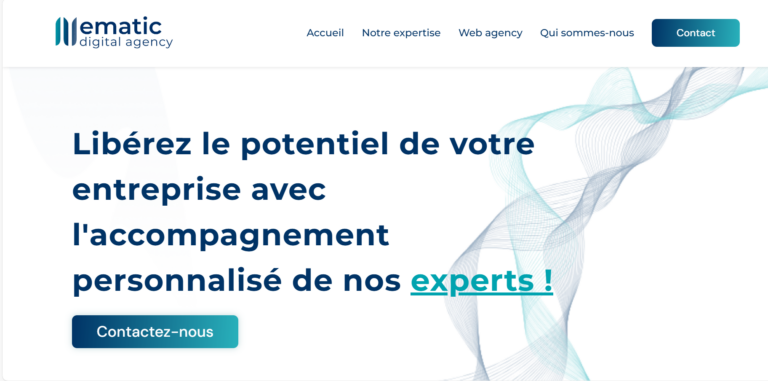 ematic
digital agency
Accueil
Notre expertise
Web agency
Qui sommes-nous
Contact
Libérez le potentiel de votre
entreprise avec
l'accompagnement
personnalisé de nos experts !
Contactez-nous